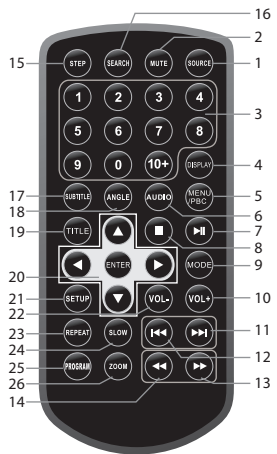 16
2
15 STEP SEARCH MUTE SOURCE 1
1 2 3 4
3
5 6 7 8
9 0 10+ DISPLAY 4
17 SUBTITLE ANGLE AUDIO MENU /PBC 5
18 6
19 TITLE 7
8
20 ENTER MODE 9
21 SETUP VOL- VOL+ 10
22
23 REPEAT SLOW 11
24 12
25 PROGRAM ZOOM 13
26
14